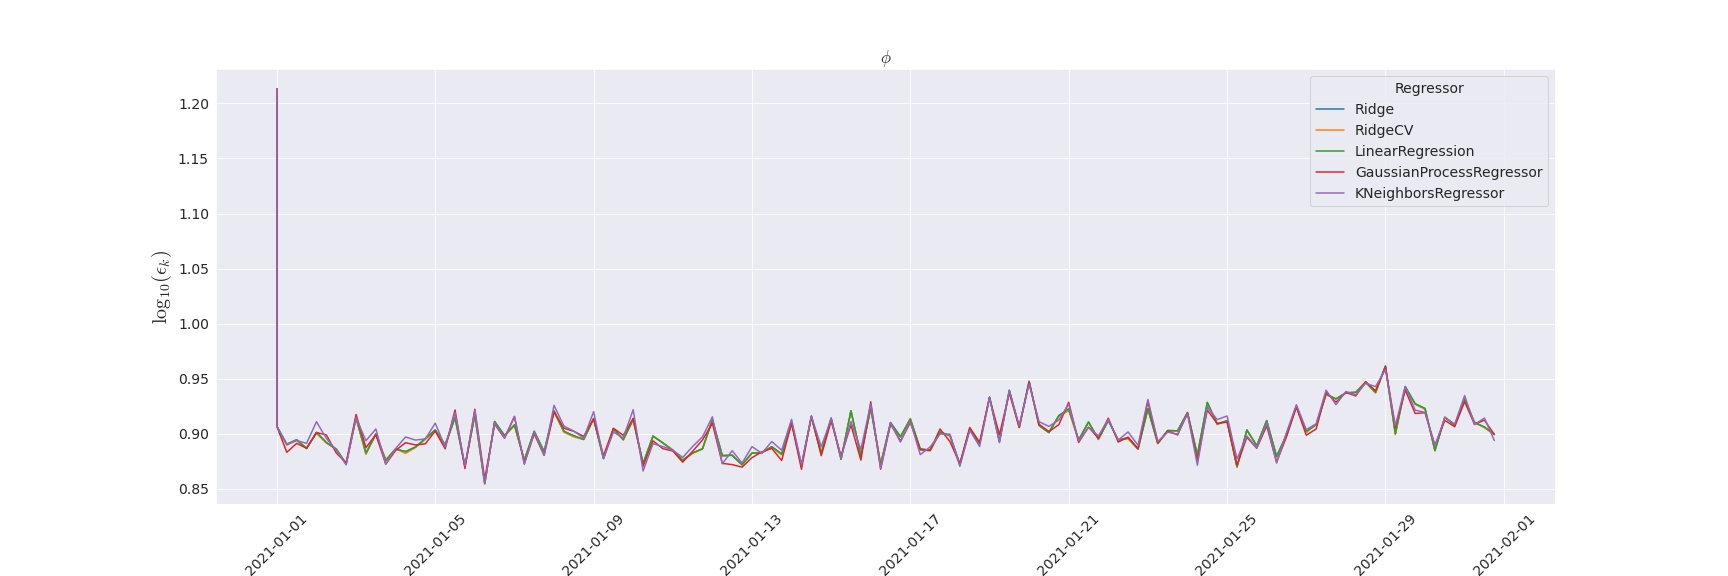 ϕ
log₁₀(ϵₖ)
1.20
1.15
1.10
1.05
1.00
0.95
0.90
0.85
2021-01-01
2021-01-05
2021-01-09
2021-01-13
2021-01-17
2021-01-21
2021-01-25
2021-01-29
2021-02-01
Regressor
Ridge
RidgeCV
LinearRegression
GaussianProcessRegressor
KNeighborsRegressor